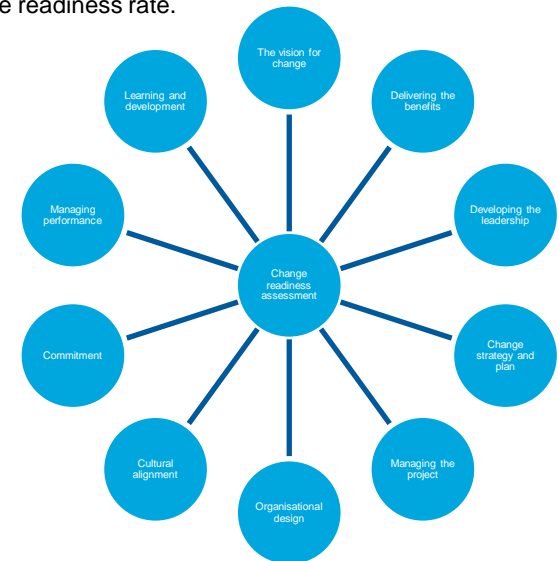 e readiness rate.
The vision for
change
Delivering the
benefits
Developing the
leadership
Change
strategy and
plan
Managing the
project
Organisational
design
Cultural
alignment
Commitment
Managing
performance
Learning and
development
Change
readiness
assessment